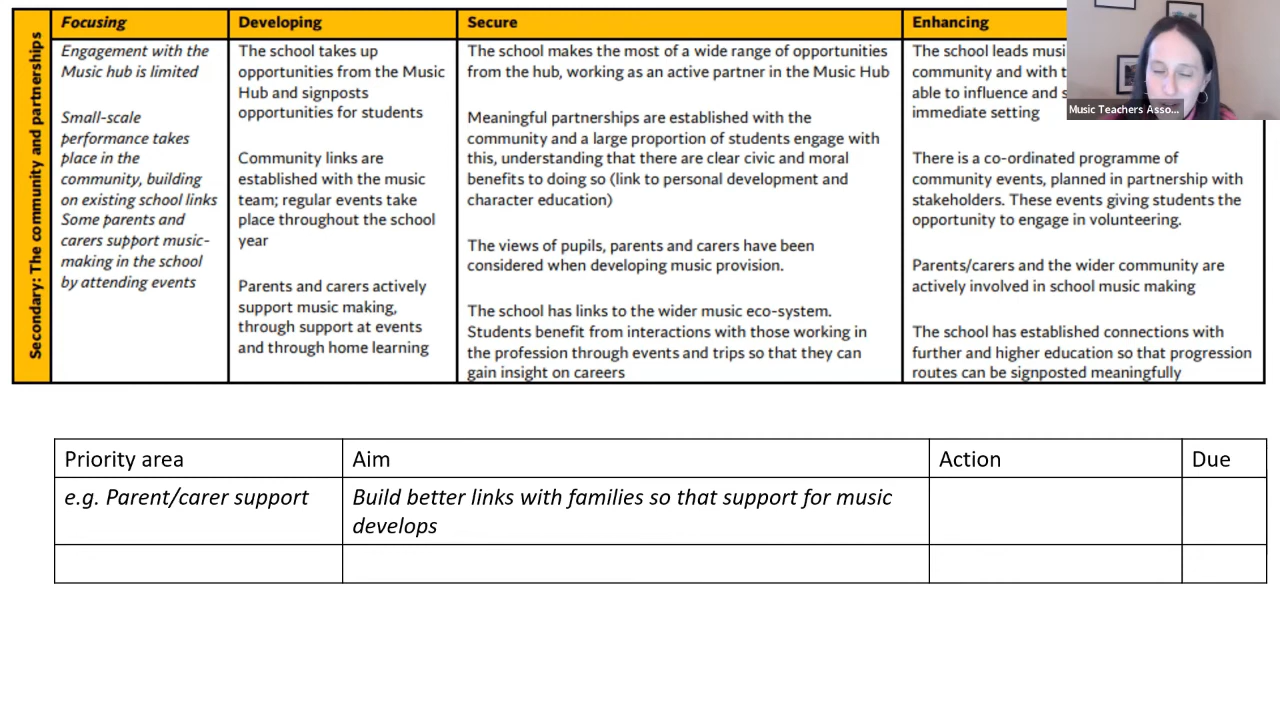 Secondary: The community and partnerships
Focusing
Engagement with the
Music hub is limited
Small-scale
performance takes
place in the
community, building
on existing school links
Some parents and
carers support music-
making in the school
by attending events
Developing
The school takes up
opportunities from the Music
Hub and signposts
opportunities for students
Community links are
established with the music
team; regular events take
place throughout the school
year
Parents and carers actively
support music making,
through support at events
and through home learning
Secure
The school makes the most of a wide range of opportunities
from the hub, working as an active partner in the Music Hub
Meaningful partnerships are established with the
community and a large proportion of students engage with
this, understanding that there are clear civic and moral
benefits to doing so (link to personal development and
character education)
The views of pupils, parents and carers have been
considered when developing music provision.
The school has links to the wider music eco-system.
Students benefit from interactions with those working in
the profession through events and trips so that they can
gain insight on careers
Enhancing
The school leads musi
community and with t
able to influence and s
immediate setting
There is a co-ordinated programme of
community events, planned in partnership with
stakeholders. These events giving students the
opportunity to engage in volunteering.
Parents/carers and the wider community are
actively involved in school music making
The school has established connections with
further and higher education so that progression
routes can be signposted meaningfully
Music Teachers Asso...
Priority area
Aim
Action
Due
e.g. Parent/carer support
Build better links with families so that support for music
develops